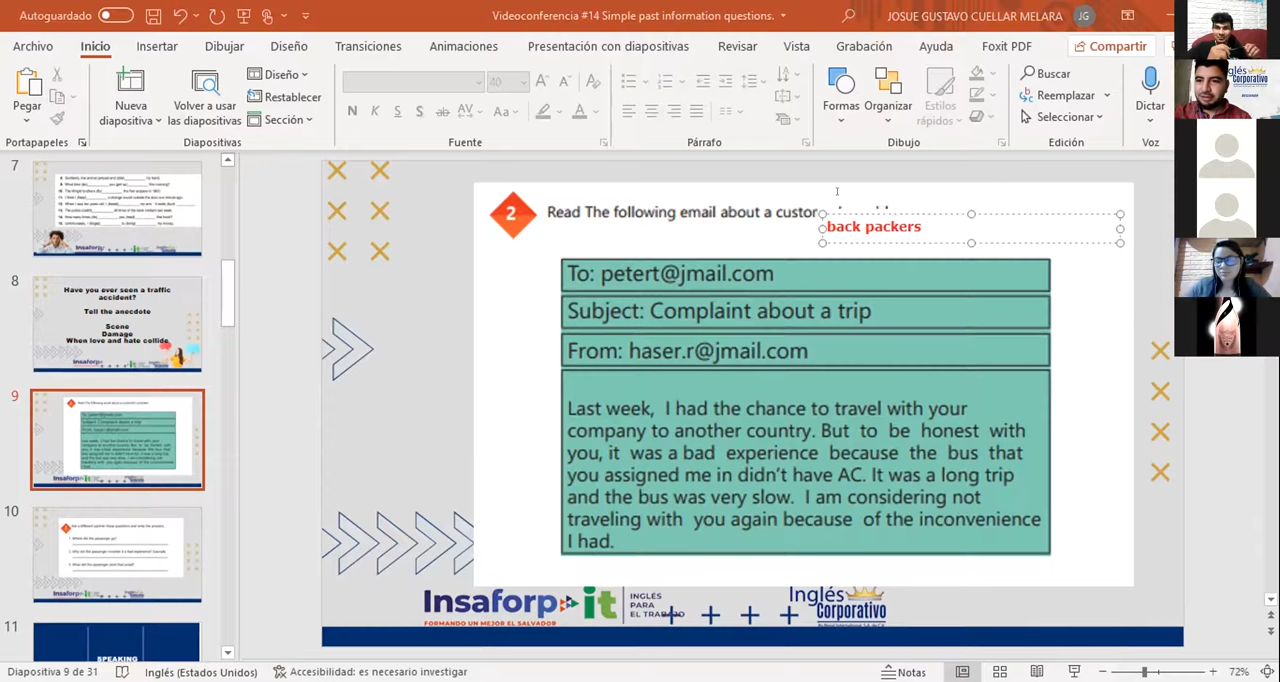 Autoguardado
Videoconferencia #14 Simple past information questions.
JOSUE GUSTAVO CUELLAR MELARA
JG
Archivo
Inicio
Insertar
Dibujar
Diseño
Transiciones
Animaciones
Presentación con diapositivas
Revisar
Vista
Grabación
Ayuda
Foxit PDF
Compartir
Pegar
Nueva
diapositiva
Volver a usar
las diapositivas
Diseño
Restablecer
Sección
40
N K S S ab AV Aa A
Formas
Organizar
Estilos
rápidos
Buscar
Reemplazar
Seleccionar
Dictar
Portapapeles
Diapositivas
Fuente
Párrafo
Dibujo
Edición
Voz
7
8
Have you ever seen a traffic
accident?
Tell the anecdote
Scene
Damage
When love and hate collide
9
10
11
SPEAKING
2
Read The following email about a custor
back packers
To: petert@jmail.com
Subject: Complaint about a trip
From: haser.r@jmail.com
Last week, I had the chance to travel with your
company to another country. But to be honest with
you, it was a bad experience because the bus that
you assigned me in didn't have AC. It was a long trip
and the bus was very slow. I am considering not
traveling with you again because of the inconvenience
I had.
Insaforp it
FORMANDO UN MEJOR EL SALVADOR
INGLÉS
PARA
EL TRABAJO
Inglés
Corporativo
Diapositiva 9 de 31
Inglés (Estados Unidos)
Accesibilidad: es necesario investigar
Notas
72%